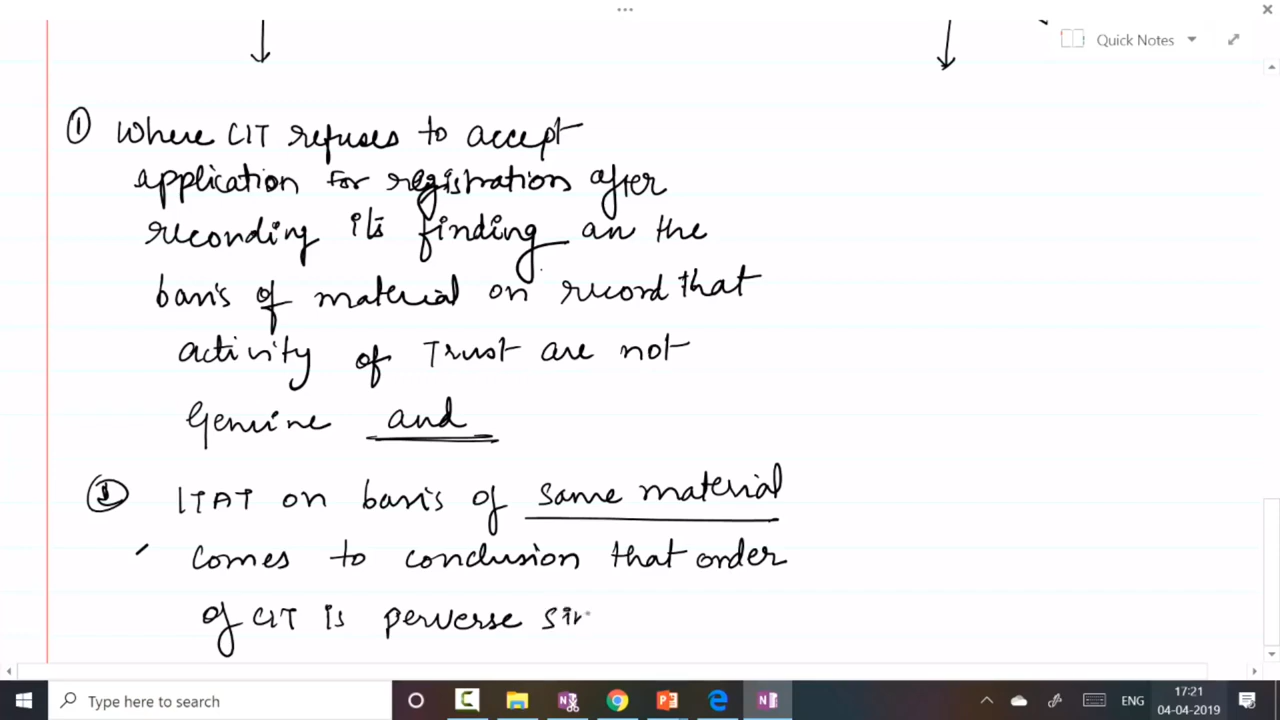 Quick Notes
① Where CIT refuses to accept
application for registration after
reconding its finding an the
basis of material on record that
activity of Trust are not
Genuine and
② ITAT on basis of same material
comes to conclusion that order
of CIT is perverse
Type here to search
ENG
17:21
04-04-2019